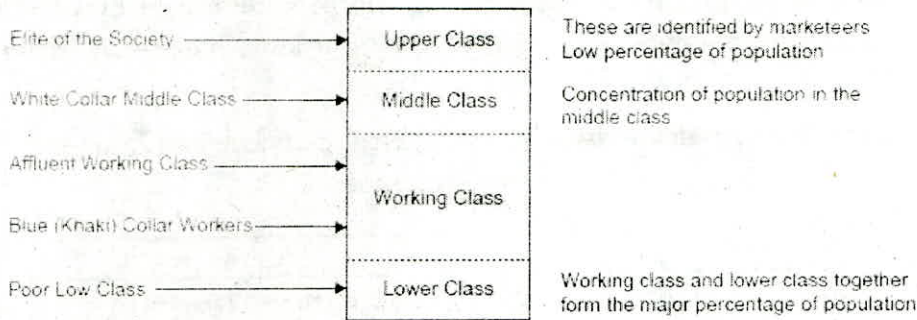 Elite of the Society
Upper Class
These are identified by marketeers
Low percentage of population
White Collar Middle Class
Middle Class
Concentration of population in the
middle class
Affluent Working Class
Working Class
Blue (Khaki) Collar Workers
Poor Low Class
Lower Class
Working class and lower class together
form the major percentage of population